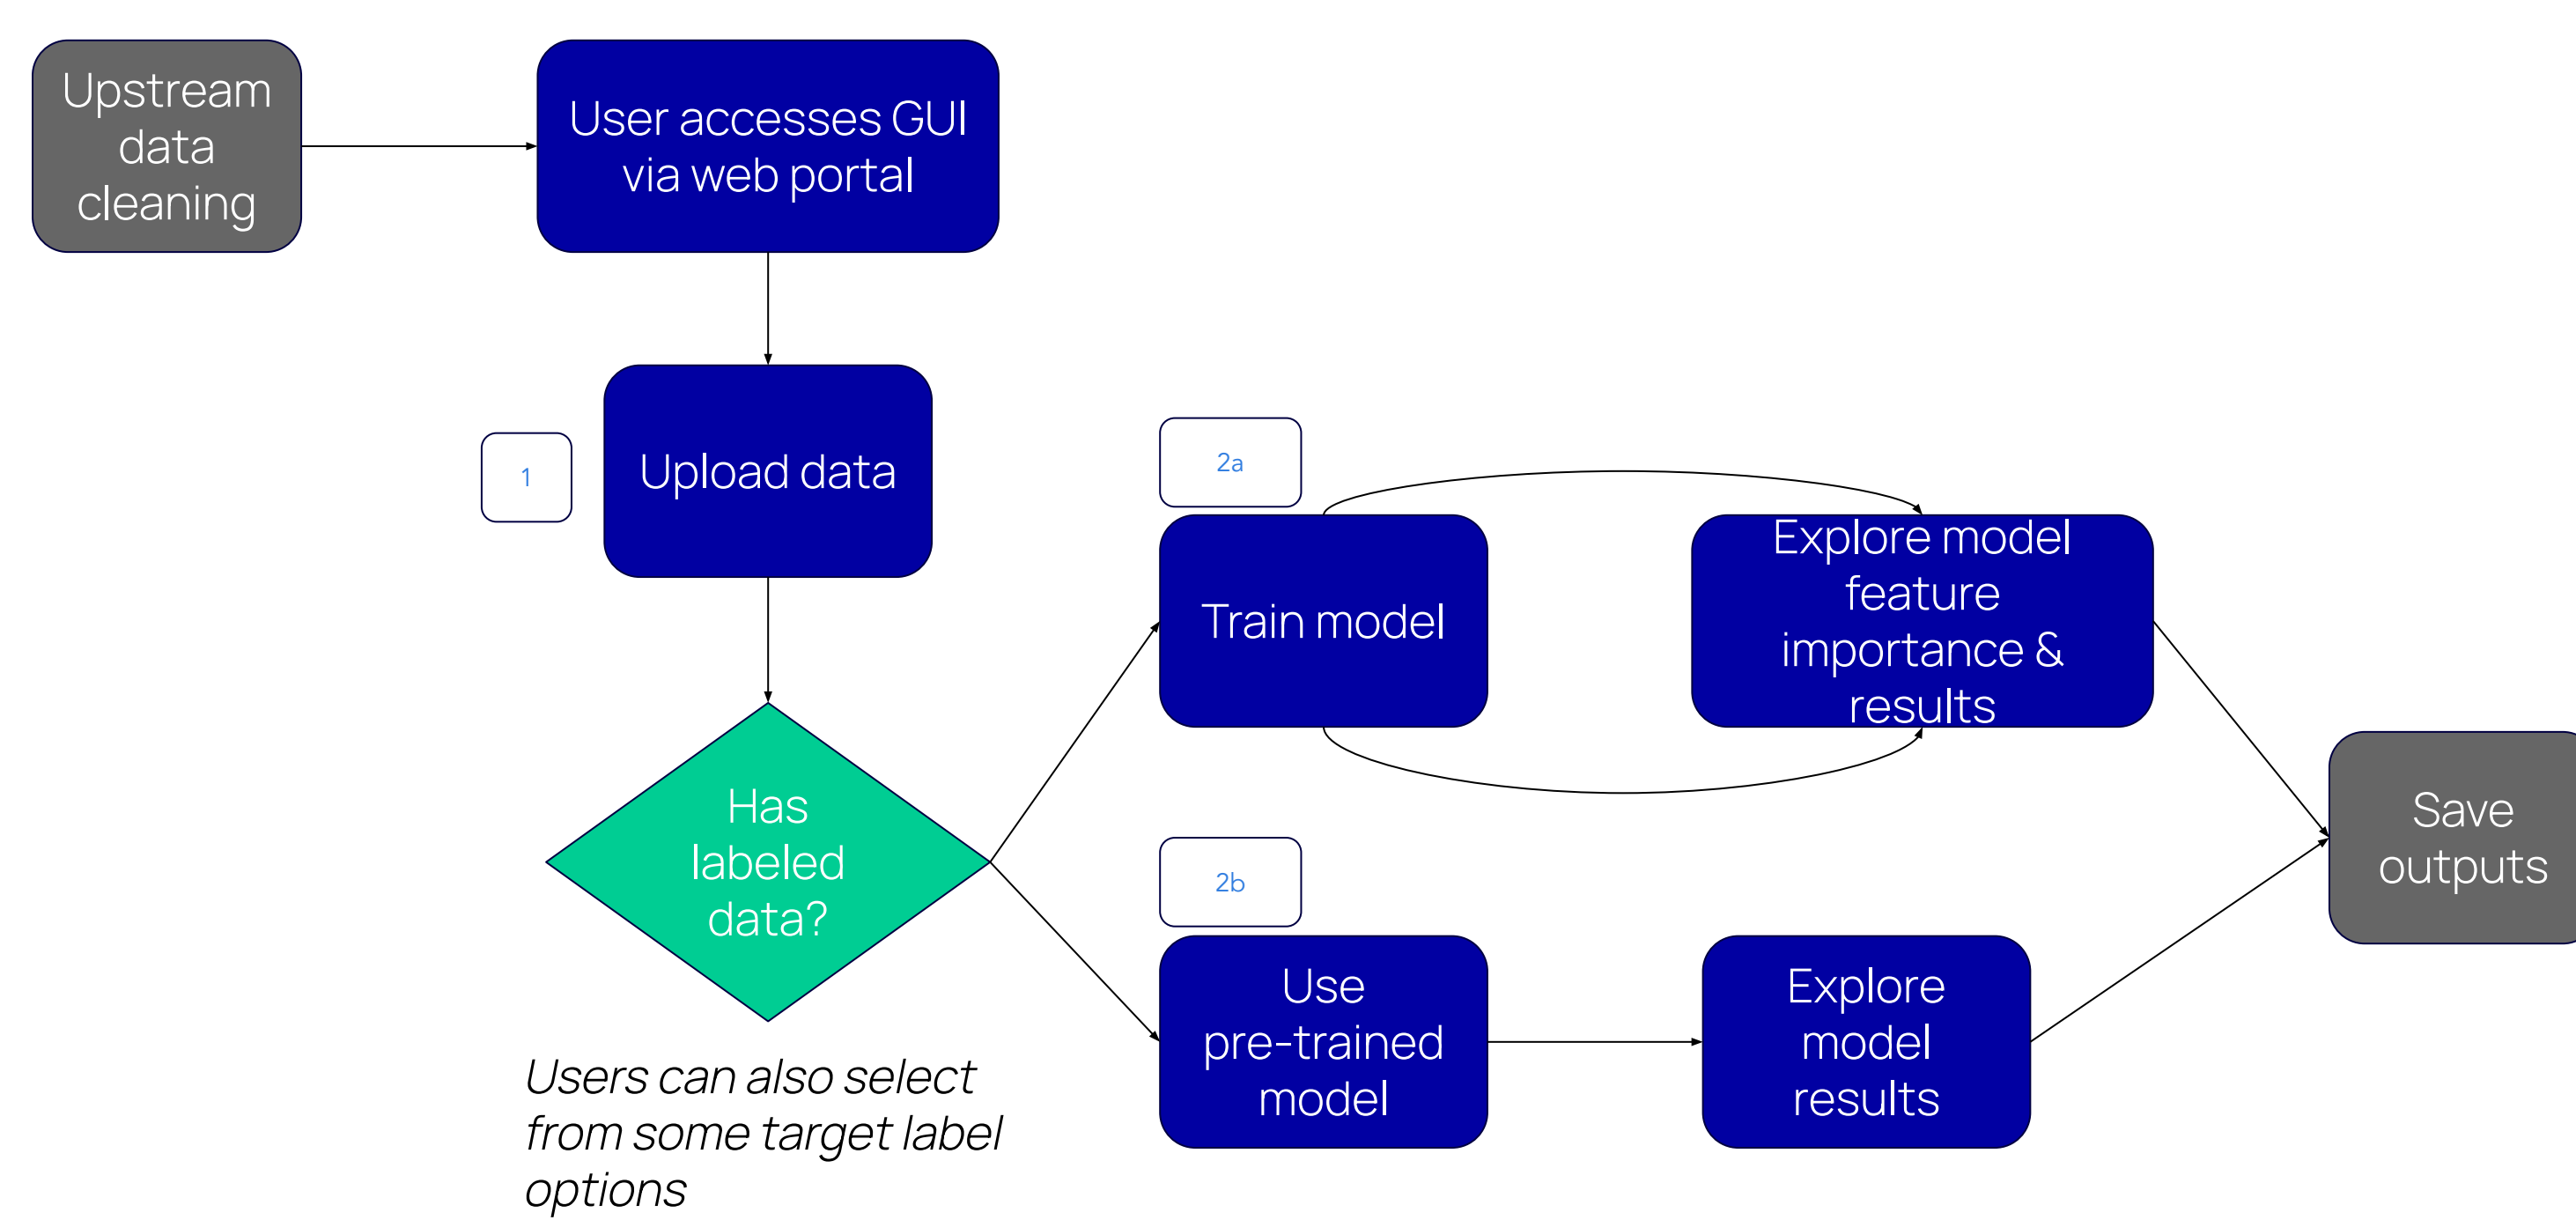 Upstream
data
cleaning
User accesses GUI
via web portal
1
Upload data
Has
labeled
data?
Users can also select
from some target label
options
2a
Train model
Explore model
feature
importance &
results
2b
Use
pre-trained
model
Explore
model
results
Save
outputs